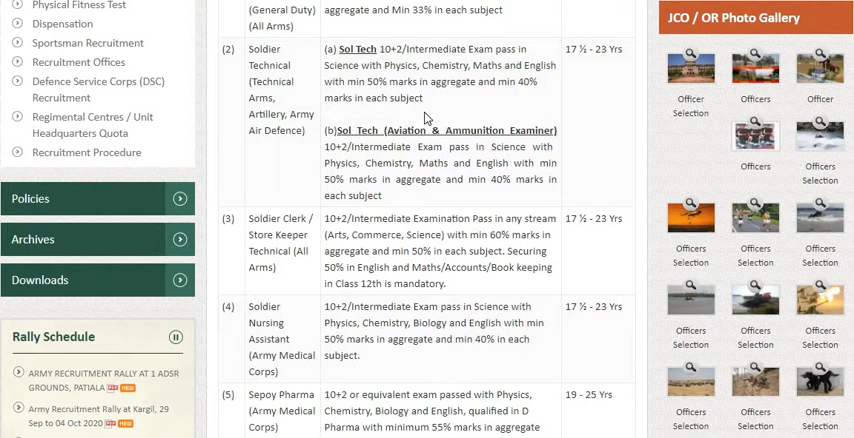 Physical Fitness Test
Dispensation
Sportsman Recruitment
Recruitment Offices
Defence Service Corps (DSC)
Recruitment
Regimental Centres / Unit
Headquarters Quota
Recruitment Procedure
Policies
Archives
Downloads
Rally Schedule
ARMY RECRUITMENT RALLY AT 1 ADSR
GROUNDS, PATIALA NEW
Army Recruitment Rally at Kargil, 29
Sep to 04 Oct 2020 NEW
(General Duty)
(All Arms)
aggregate and Min 33% in each subject
(2)
Soldier
Technical
(Technical
Arms,
Artillery, Army
Air Defence)
(a) Sol Tech 10+2/Intermediate Exam pass in
Science with Physics, Chemistry, Maths and English
with min 50% marks in aggregate and min 40%
marks in each subject
(b)Sol Tech (Aviation & Ammunition Examiner)
10+2/Intermediate Exam pass in Science with
Physics, Chemistry, Maths and English with min
50% marks in aggregate and min 40% marks in
each subject
17 ½ - 23 Yrs
(3)
Soldier Clerk /
Store Keeper
Technical (All
Arms)
10+2/Intermediate Examination Pass in any stream
(Arts, Commerce, Science) with min 60% marks in
aggregate and min 50% in each subject. Securing
50% in English and Maths/Accounts/Book keeping
in Class 12th is mandatory.
17 ½ - 23 Yrs
(4)
Soldier
Nursing
Assistant
(Army Medical
Corps)
10+2/Intermediate Exam pass in Science with
Physics, Chemistry, Biology and English with min
50% marks in aggregate and min 40% in each
subject.
17 ½ - 23 Yrs
(5)
Sepoy Pharma
(Army Medical
Corps)
10+2 or equivalent exam passed with Physics,
Chemistry, Biology and English, qualified in D
Pharma with minimum 55% marks in aggregate
19 - 25 Yrs
JCO / OR Photo Gallery
Officer
Selection
Officers
Officer
Officers
Officers
Selection
Officers
Selection
Officers
Selection
Officers
Selection
Officers
Selection
Officers
Selection
Officers
Selection
Officers
Selection
Officers
Selection
Officers
Selection